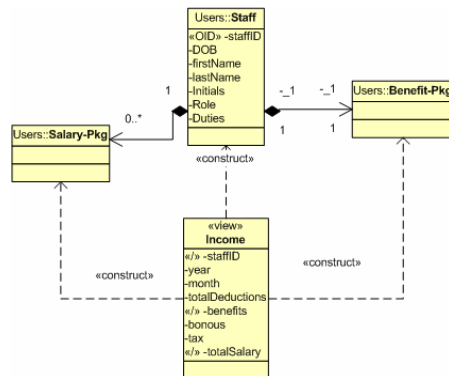 Users::Staff
«OID» -staffID
-DOB
-firstName
-lastName
-Initials
-Role
-Duties
1
0..*
-_1
-_1
1
1
Users::Salary-Pkg
Users::Benefit-Pkg
«construct»
«construct»
«construct»
«view»
Income
«/» -staffID
-year
-month
-totalDeductions
«/» -benefits
-bonous
-tax
«/» -totalSalary